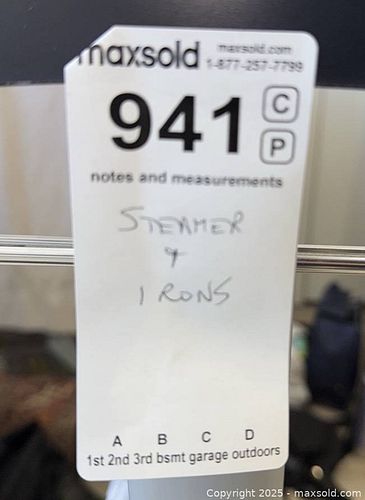 maxsold
maxsold.com
1-877-257-7799
941
C
P
notes and measurements
STEAMER
&
IRONS
A B C D
1st 2nd 3rd bsmt garage outdoors
Copyright © 2025 - maxsold.com